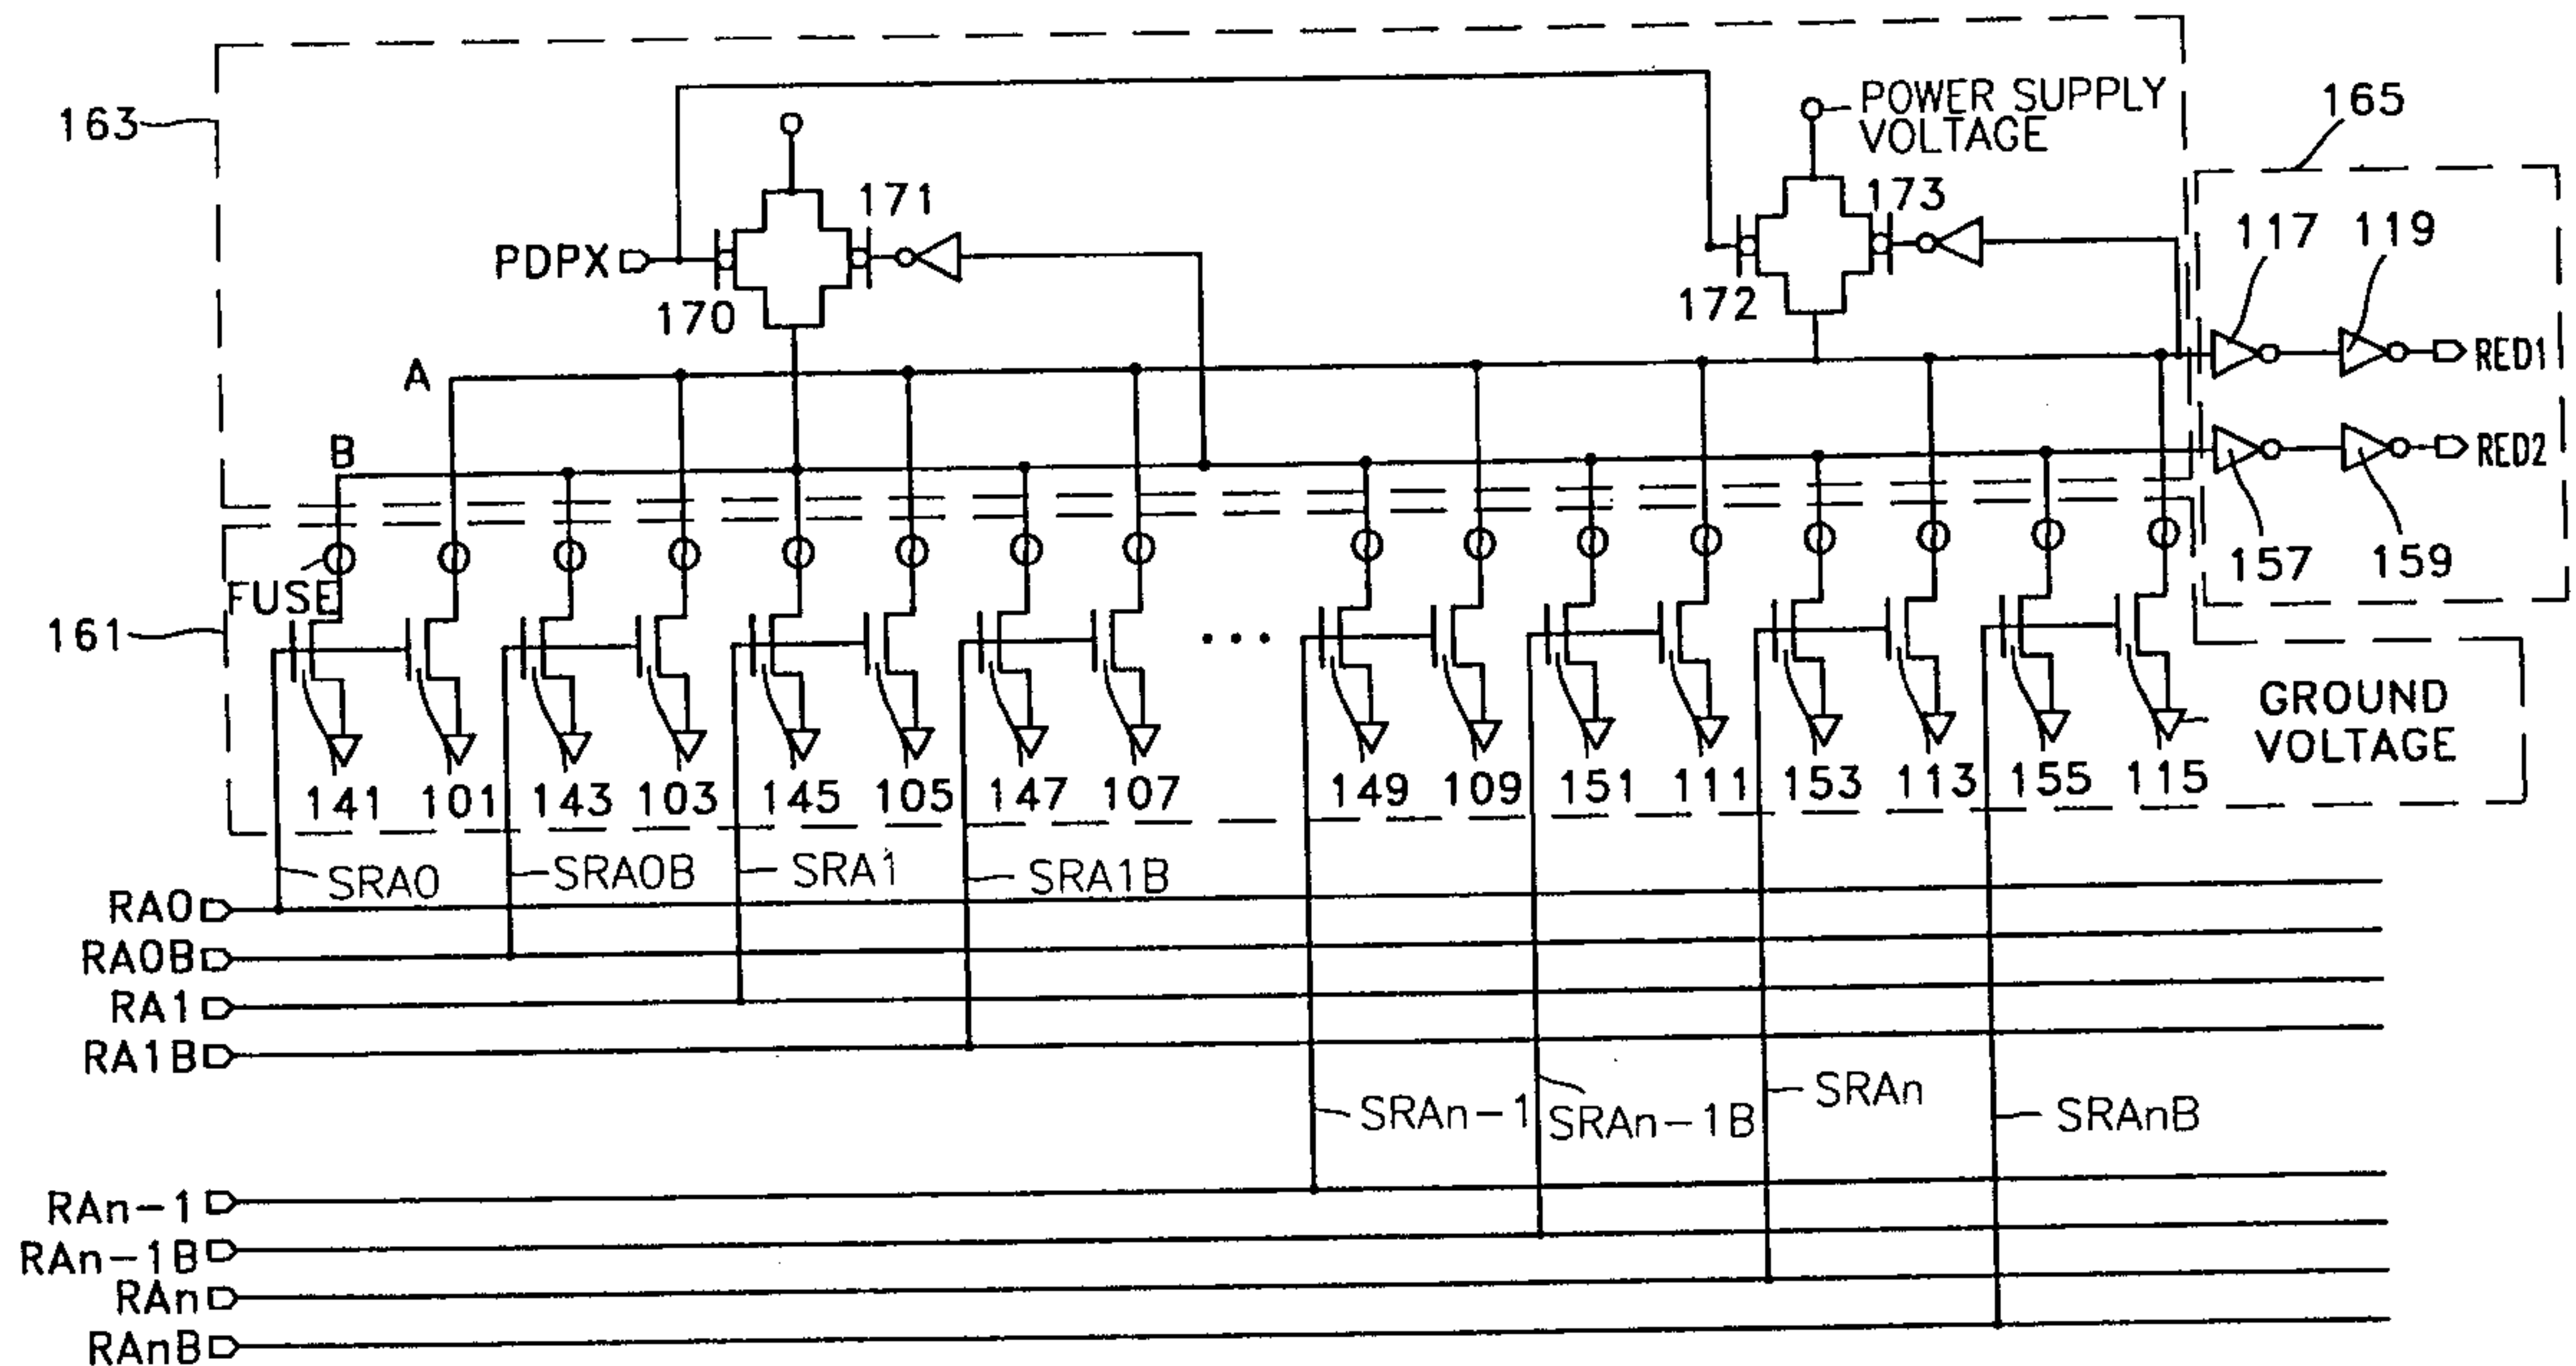 163
POWER SUPPLY
VOLTAGE
165
171
173
117
119
PDPX
170
172
RED1
A
B
RED2
157
159
FUSE
161
GROUND
VOLTAGE
141
101
143
103
145
105
147
107
149
109
151
111
153
113
155
115
SRA0
SRA0B
SRA1
SRA1B
RA0
RA0B
RA1
RA1B
SRAn-1
SRAn-1B
SRAn
SRAnB
RAn-1
RAn-1B
RAn
RAnB